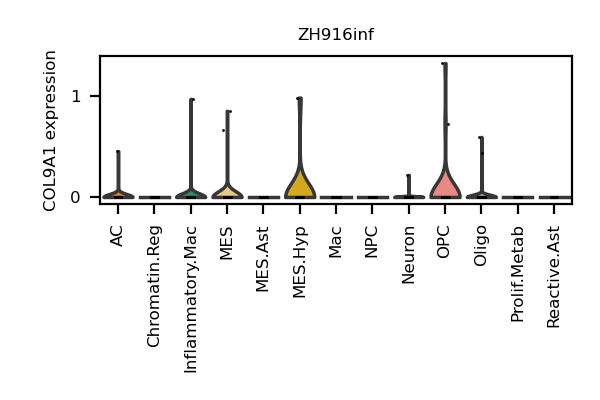 ZH916inf
COL9A1 expression
1
0
AC
Chromatin.Reg
Inflammatory.Mac
MES
MES.Ast
MES.Hyp
Mac
NPC
Neuron
OPC
Oligo
Prolif.Metab
Reactive.Ast